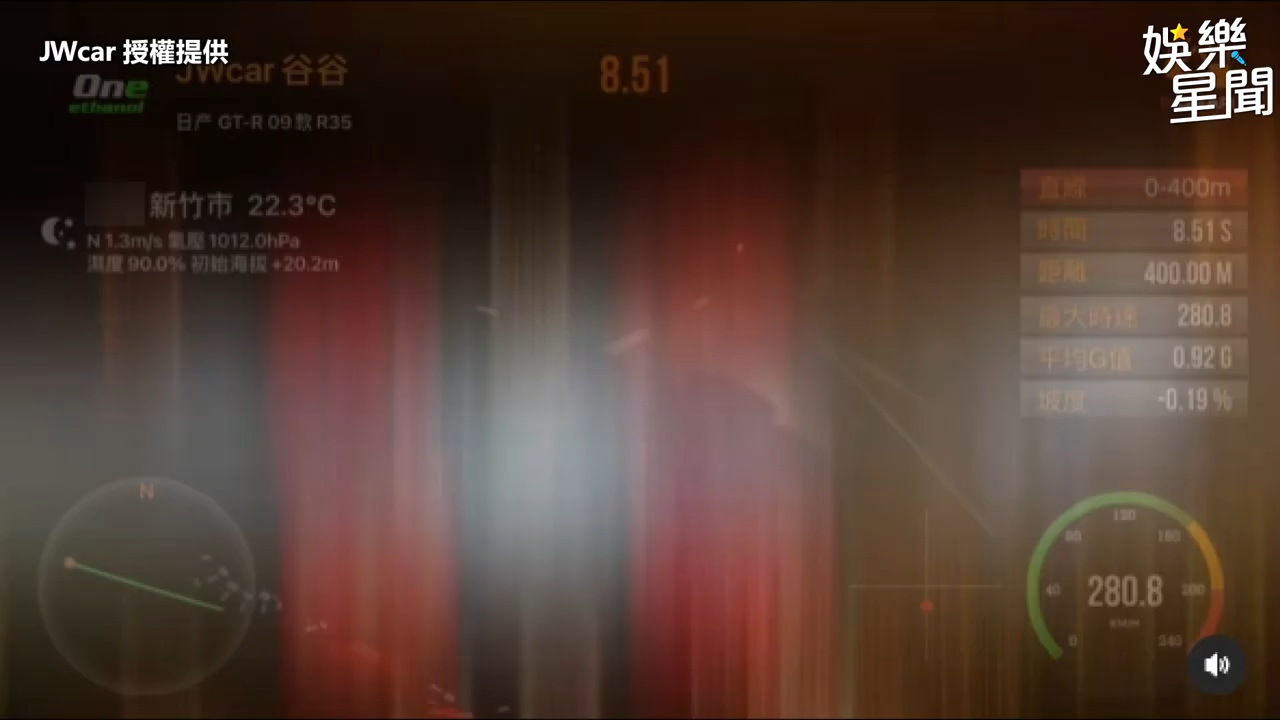 JWcar 授權提供
娛樂
星聞
One
ethanol
JWcar 谷谷
8.51
日产 GT-R 09款 R35
新竹市 22.3°C
N 1.3m/s 氣壓 1012.0hPa
濕度 90.0% 初始海拔 +20.2m
直線 0-400m
時間 8.51 S
距離 400.00 M
最大時速 280.8
平均G值 0.92 G
坡度 -0.19 %
N
120
80 160
40 280.8 200
KM/H
0 240